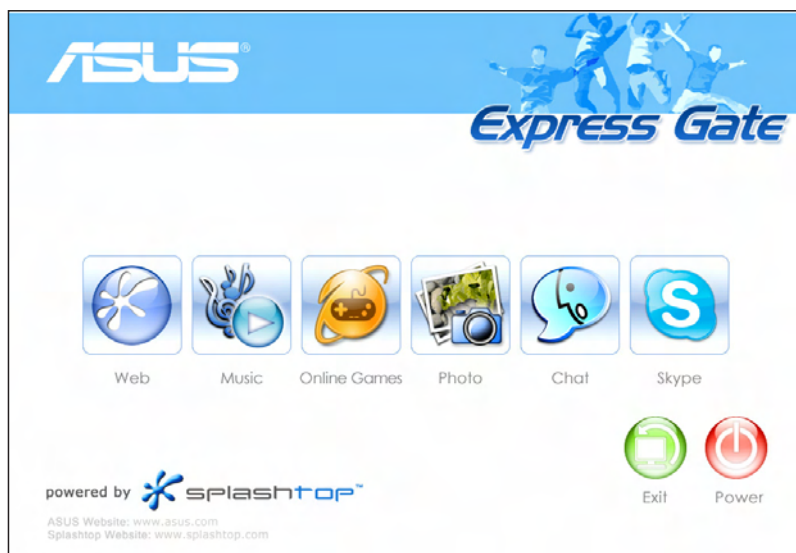 ASUS®
Express Gate
Web Music Online Games Photo Chat Skype
Exit Power
powered by splashtop™
ASUS Website: www.asus.com
Splashtop Website: www.splashtop.com